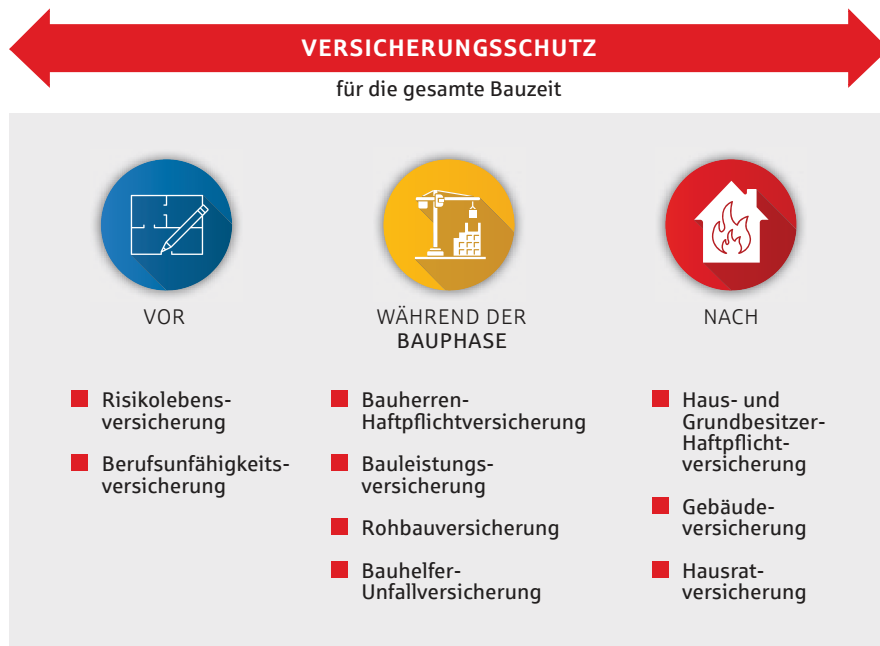 VERSICHERUNGSSCHUTZ
für die gesamte Bauzeit
VOR
Risikolebens-
versicherung
Berufsunfähigkeits-
versicherung
WÄHREND DER
BAUPHASE
Bauherren-
Haftpflichtversicherung
Bauleistungs-
versicherung
Rohbauversicherung
Bauhelfer-
Unfallversicherung
NACH
Haus- und
Grundbesitzer-
Haftpflicht-
versicherung
Gebäude-
versicherung
Hausrat-
versicherung